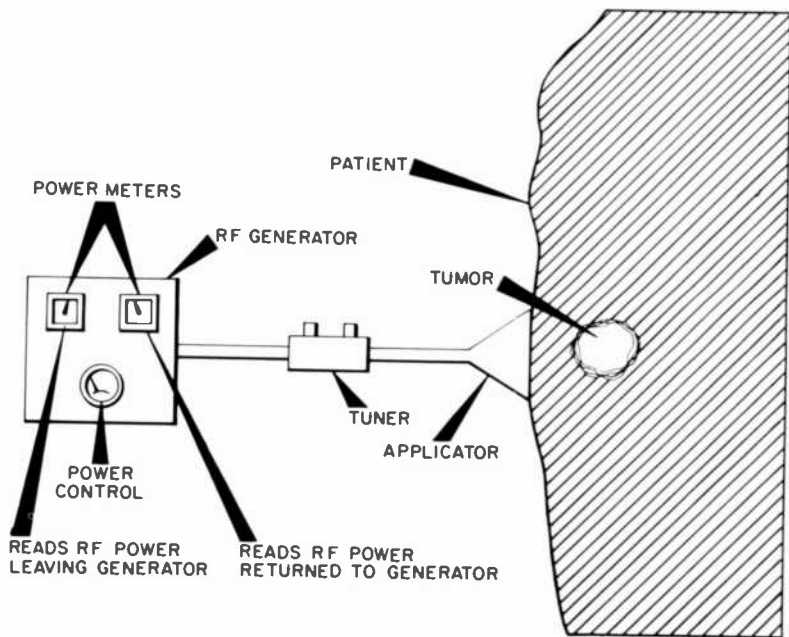 PATIENT
POWER METERS
RF GENERATOR
TUMOR
TUNER
APPLICATOR
POWER
CONTROL
READS RF POWER
LEAVING GENERATOR
READS RF POWER
RETURNED TO GENERATOR